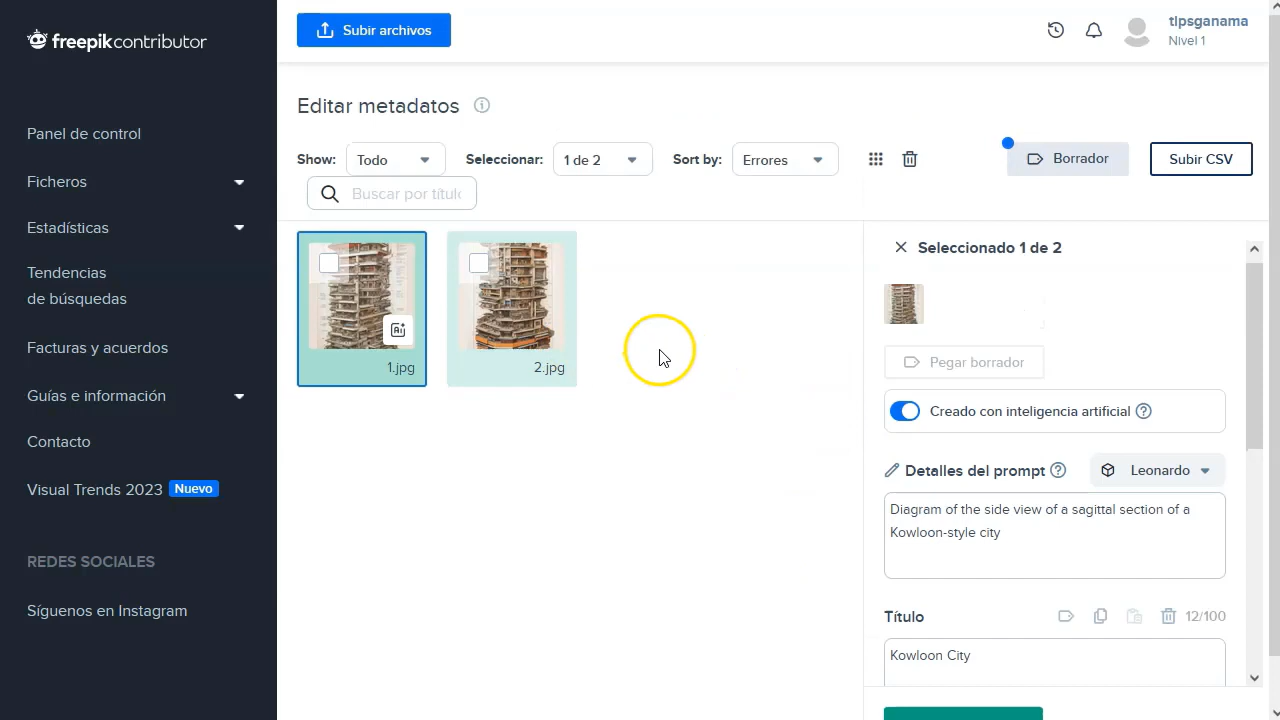 freepikcontributor
Panel de control
Ficheros
Estadísticas
Tendencias
de búsquedas
Facturas y acuerdos
Guías e información
Contacto
Visual Trends 2023 Nuevo
REDES SOCIALES
Síguenos en Instagram
Subir archivos
tipsganama
Nivel 1
Editar metadatos
Show: Todo Seleccionar: 1 de 2 Sort by: Errores Borrador Subir CSV
Buscar por título
1.jpg
2.jpg
Seleccionado 1 de 2
Pegar borrador
Creado con inteligencia artificial
Detalles del prompt Leonardo
Diagram of the side view of a sagittal section of a
Kowloon-style city
Título 12/100
Kowloon City